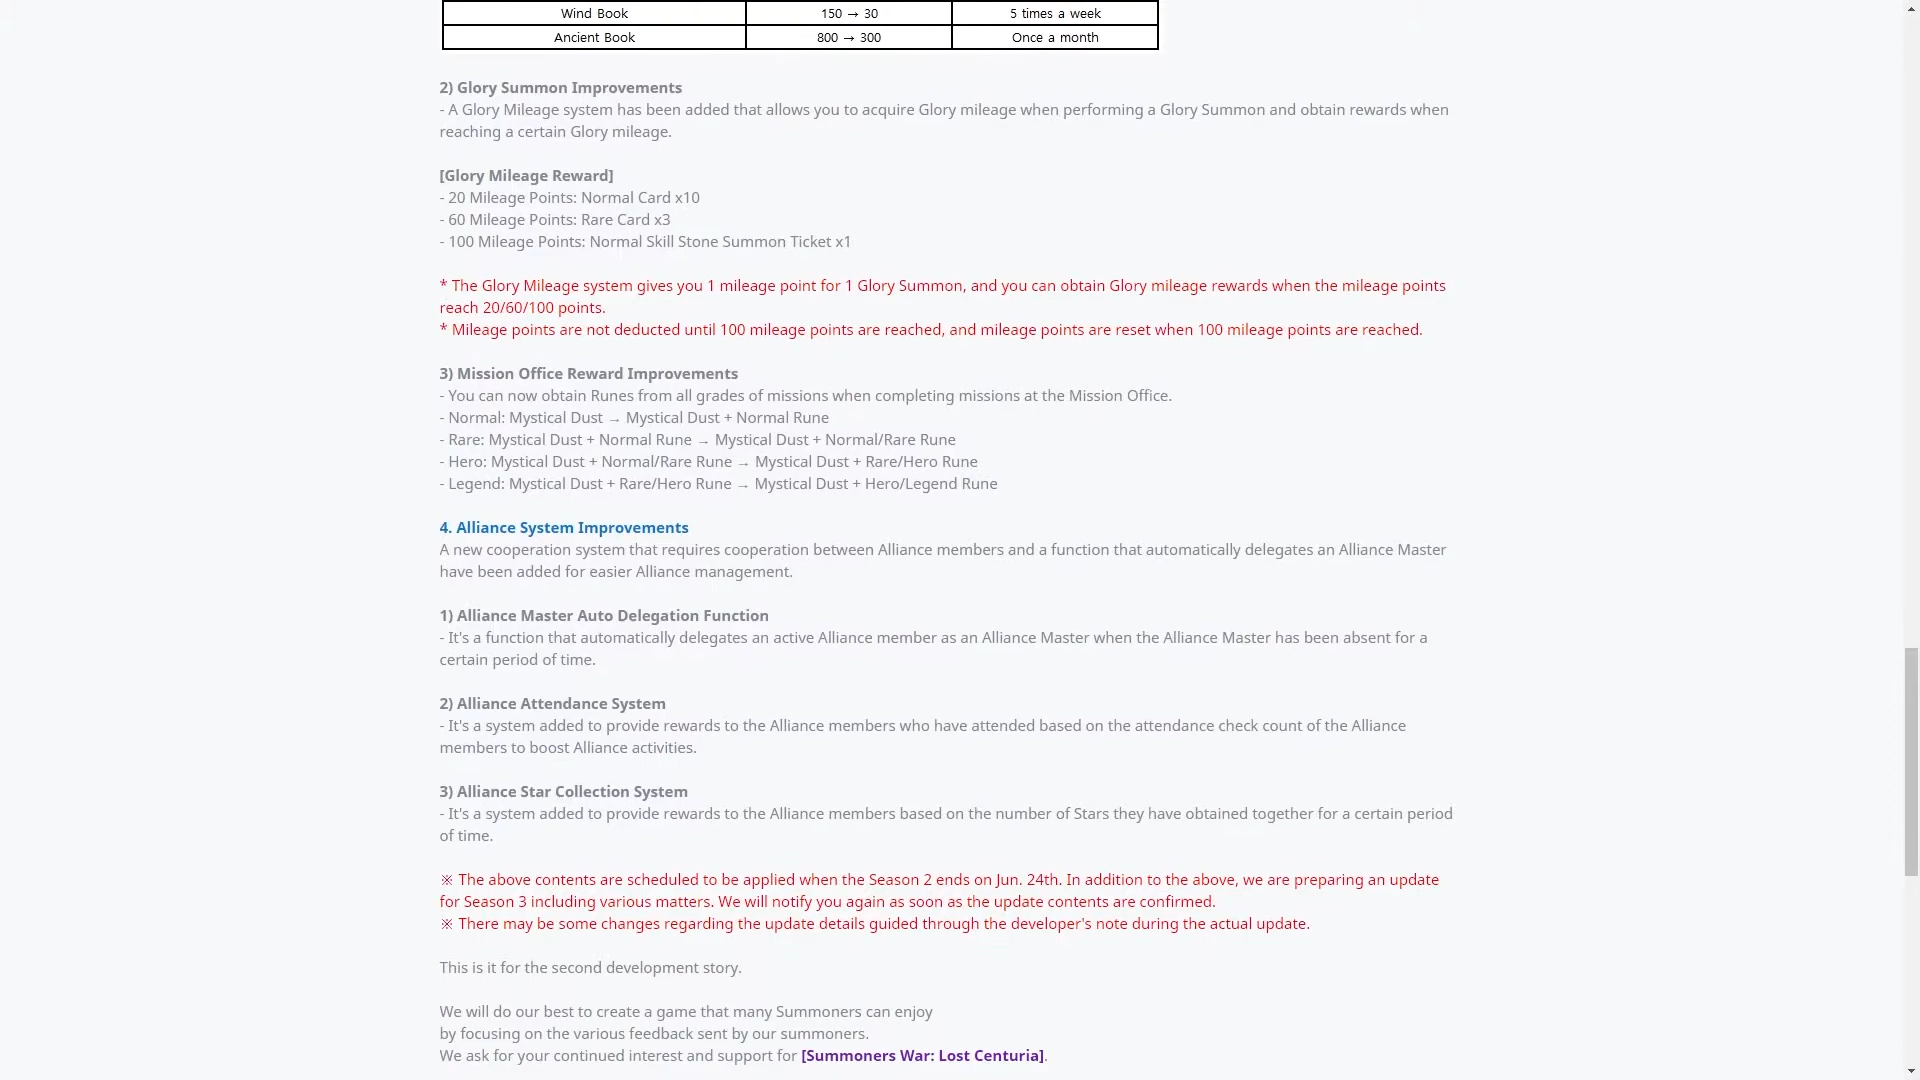 Wind Book 150 → 30 5 times a week
Ancient Book 800 → 300 Once a month
2) Glory Summon Improvements
- A Glory Mileage system has been added that allows you to acquire Glory mileage when performing a Glory Summon and obtain rewards when
reaching a certain Glory mileage.
[Glory Mileage Reward]
- 20 Mileage Points: Normal Card x10
- 60 Mileage Points: Rare Card x3
- 100 Mileage Points: Normal Skill Stone Summon Ticket x1
* The Glory Mileage system gives you 1 mileage point for 1 Glory Summon, and you can obtain Glory mileage rewards when the mileage points
reach 20/60/100 points.
* Mileage points are not deducted until 100 mileage points are reached, and mileage points are reset when 100 mileage points are reached.
3) Mission Office Reward Improvements
- You can now obtain Runes from all grades of missions when completing missions at the Mission Office.
- Normal: Mystical Dust → Mystical Dust + Normal Rune
- Rare: Mystical Dust + Normal Rune → Mystical Dust + Normal/Rare Rune
- Hero: Mystical Dust + Normal/Rare Rune → Mystical Dust + Rare/Hero Rune
- Legend: Mystical Dust + Rare/Hero Rune → Mystical Dust + Hero/Legend Rune
4. Alliance System Improvements
A new cooperation system that requires cooperation between Alliance members and a function that automatically delegates an Alliance Master
have been added for easier Alliance management.
1) Alliance Master Auto Delegation Function
- It's a function that automatically delegates an active Alliance member as an Alliance Master when the Alliance Master has been absent for a
certain period of time.
2) Alliance Attendance System
- It's a system added to provide rewards to the Alliance members who have attended based on the attendance check count of the Alliance
members to boost Alliance activities.
3) Alliance Star Collection System
- It's a system added to provide rewards to the Alliance members based on the number of Stars they have obtained together for a certain period
of time.
※ The above contents are scheduled to be applied when the Season 2 ends on Jun. 24th. In addition to the above, we are preparing an update
for Season 3 including various matters. We will notify you again as soon as the update contents are confirmed.
※ There may be some changes regarding the update details guided through the developer's note during the actual update.
This is it for the second development story.
We will do our best to create a game that many Summoners can enjoy
by focusing on the various feedback sent by our summoners.
We ask for your continued interest and support for [Summoners War: Lost Centuria].